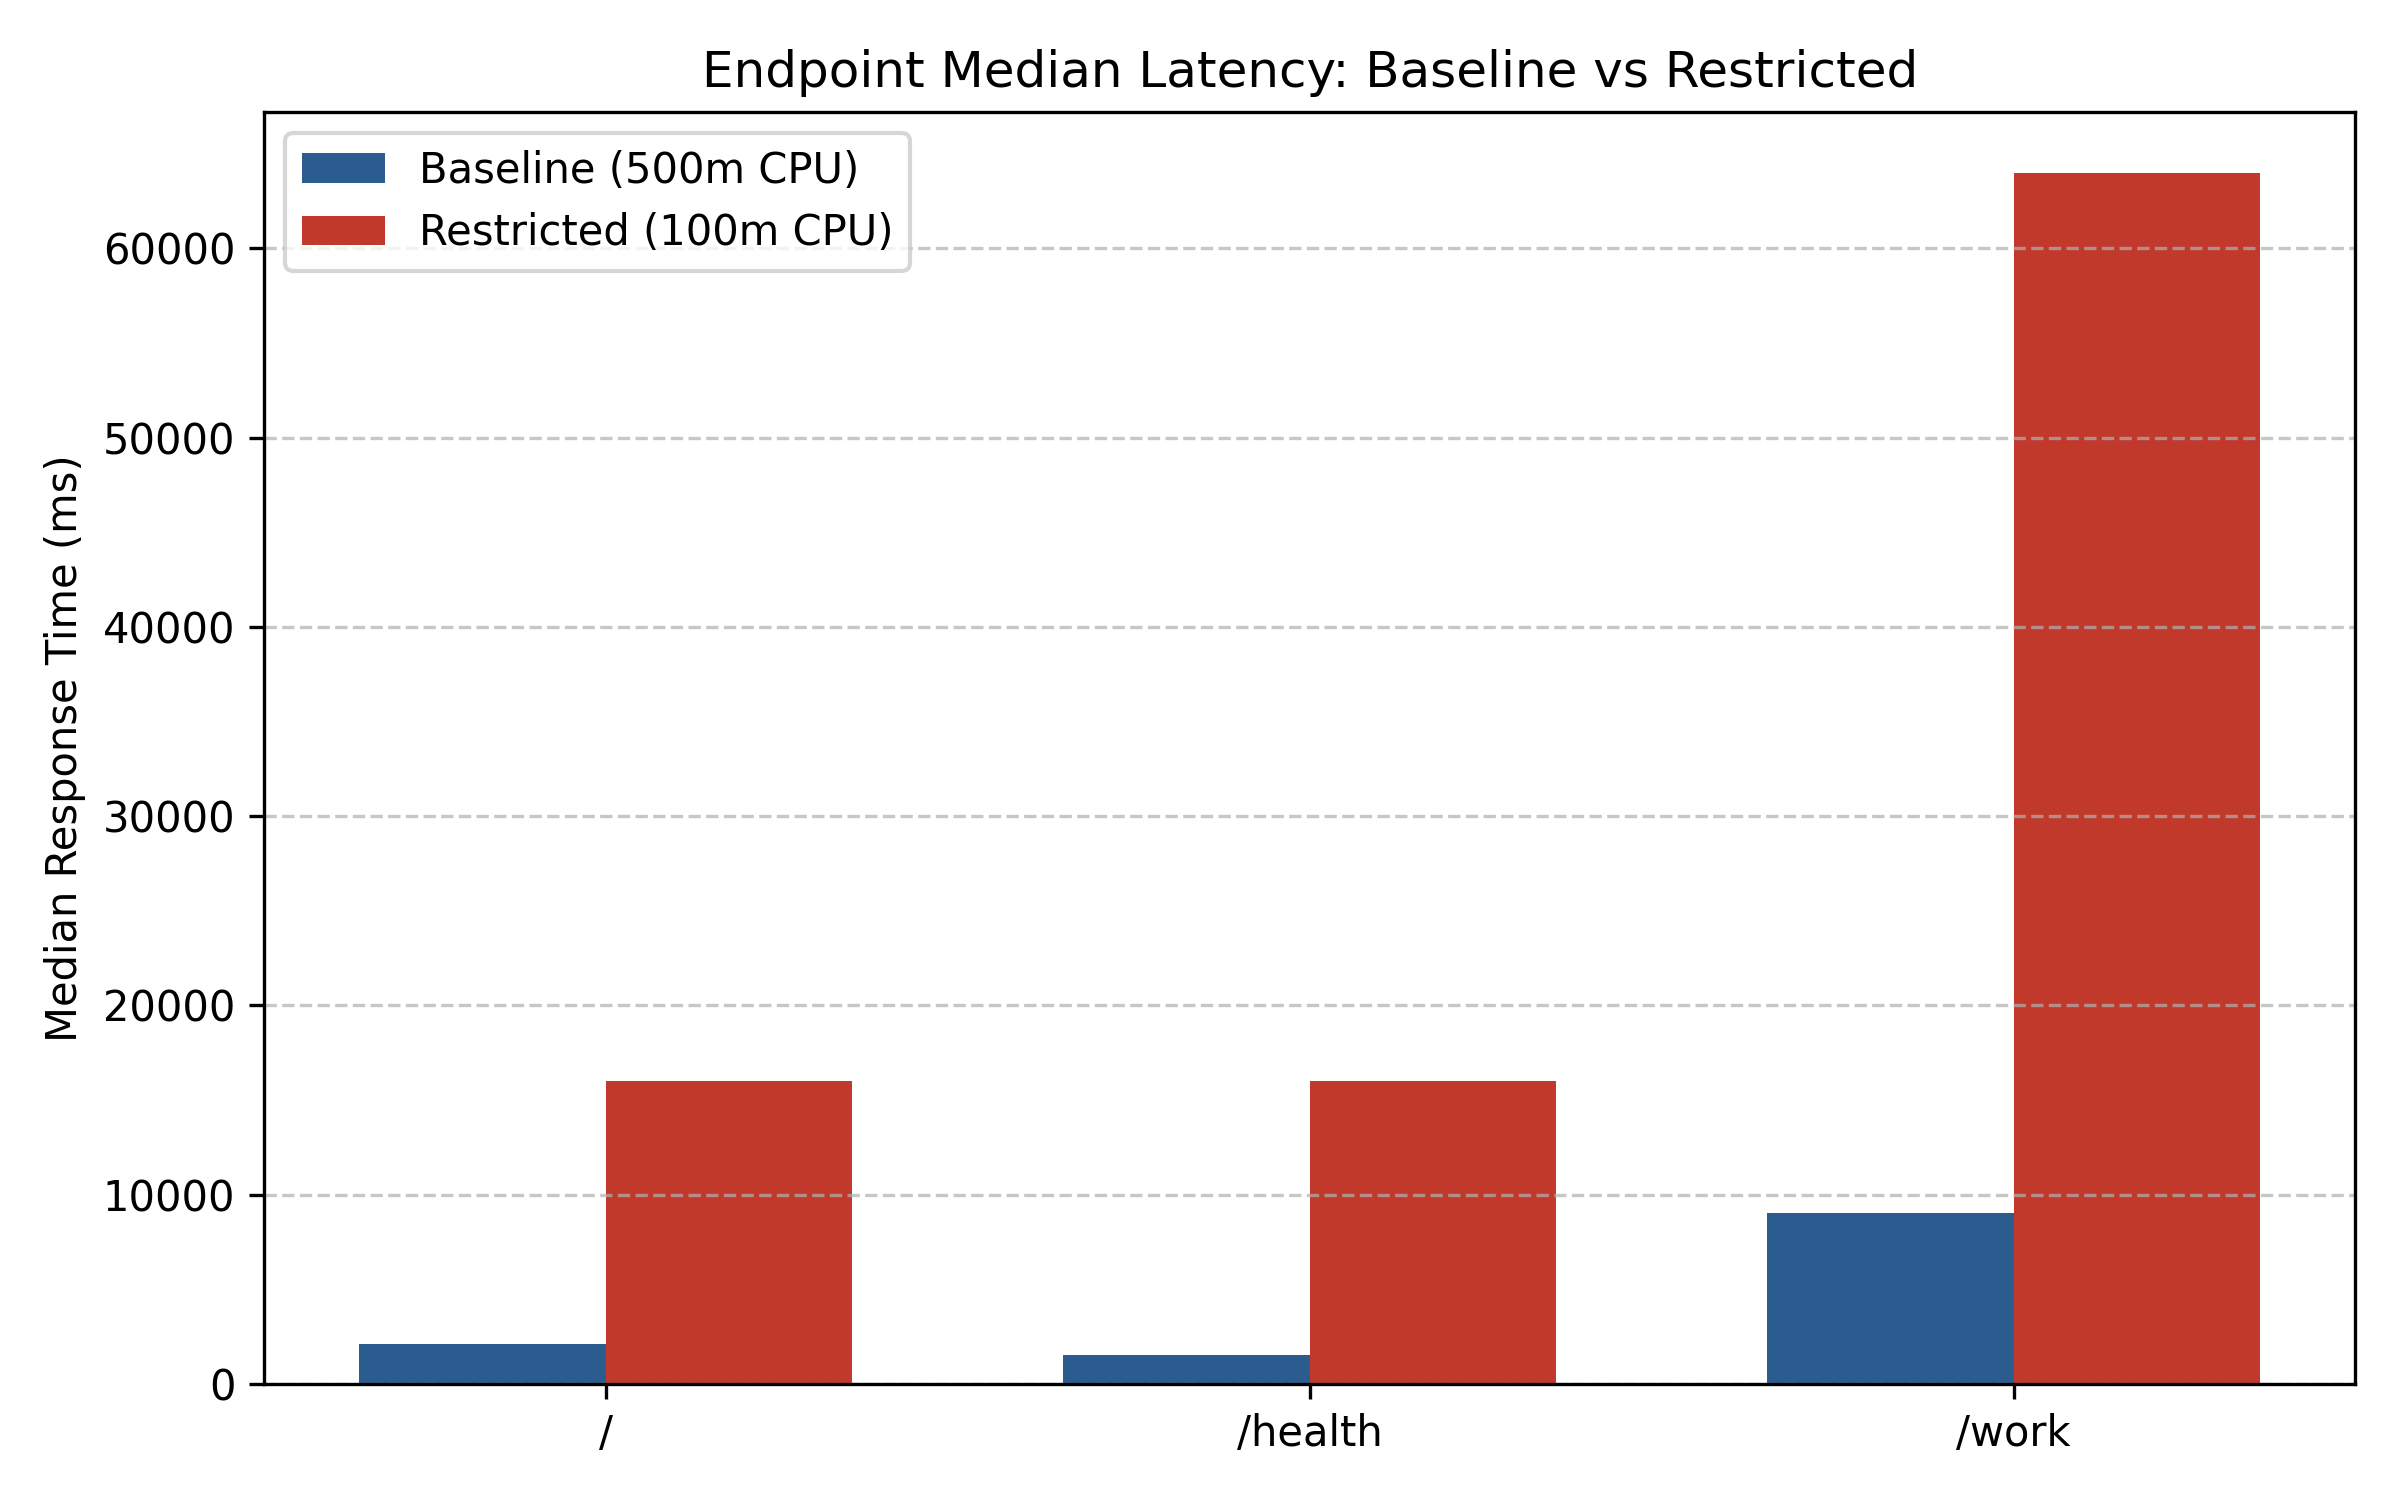 Endpoint Median Latency: Baseline vs Restricted
Baseline (500m CPU)
Restricted (100m CPU)
Median Response Time (ms)
60000
50000
40000
30000
20000
10000
0
/
/health
/work